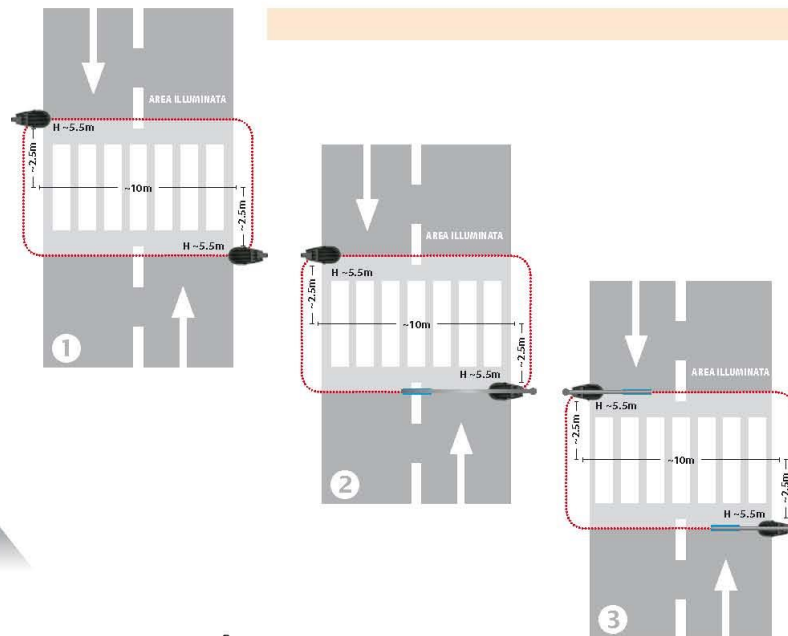 AREA ILLUMINATA
H ~5.5m
~2.5m
~10m
~2.5m
H ~5.5m
1
AREA ILLUMINATA
H ~5.5m
~2.5m
~10m
~2.5m
H ~5.5m
2
AREA ILLUMINATA
H ~5.5m
~2.5m
~10m
~2.5m
H ~5.5m
3